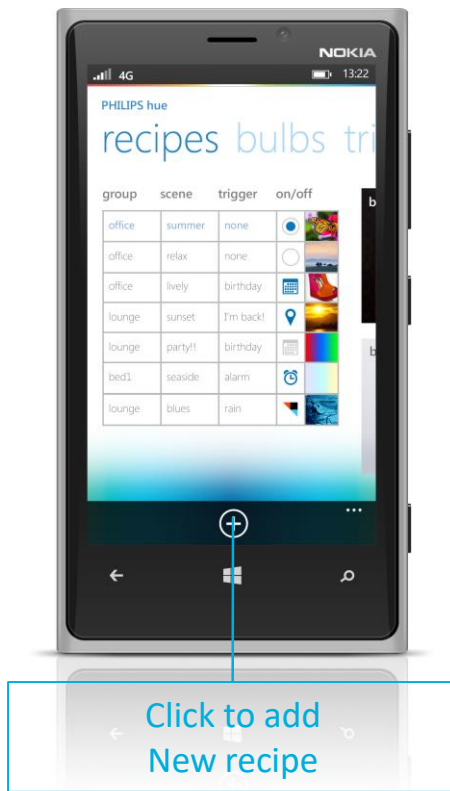 NOKIA
4G 13:22
PHILIPS hue
recipes bulbs tri
group scene trigger on/off
b
office summer none
office relax none
office lively birthday
lounge sunset I'm back!
lounge party!! birthday
b
bed1 seaside alarm
lounge blues rain
Click to add
New recipe